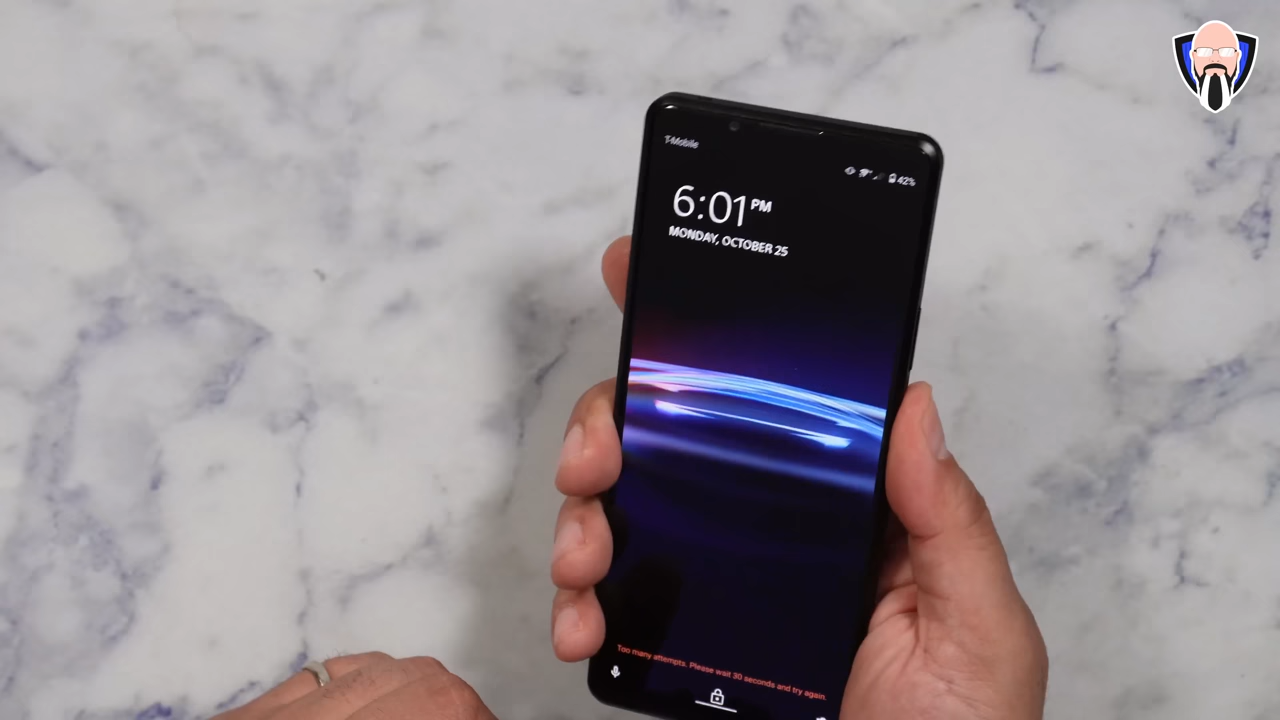 T-Mobile
42%
6:01 PM
MONDAY, OCTOBER 25
Too many attempts. Please wait 30 seconds and try again.